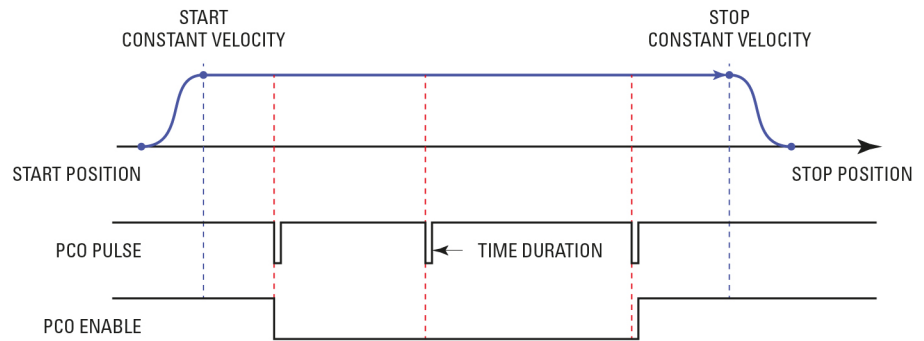 START
CONSTANT VELOCITY
STOP
CONSTANT VELOCITY
START POSITION
STOP POSITION
PCO PULSE
TIME DURATION
PCO ENABLE